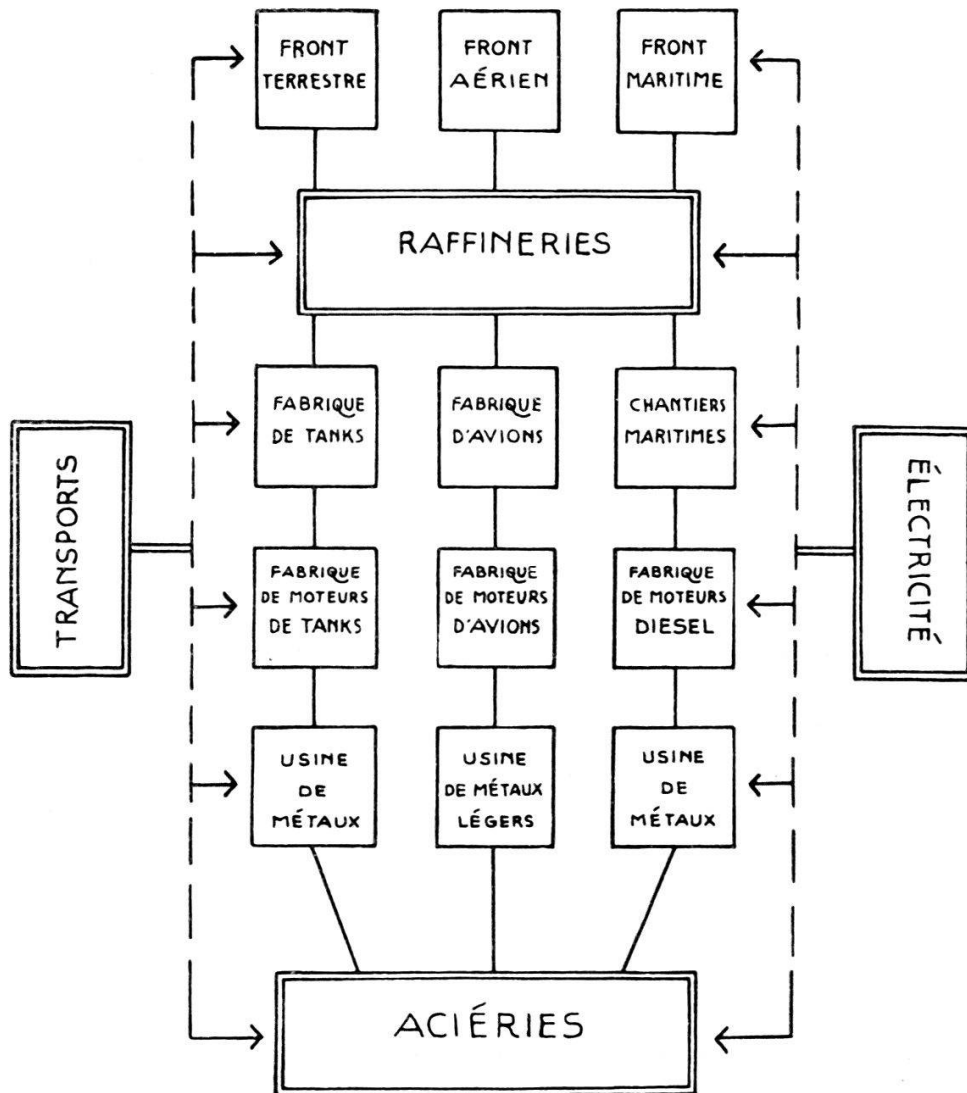 FRONT
TERRESTRE
FRONT
AÉRIEN
FRONT
MARITIME
RAFFINERIES
FABRIQUE
DE TANKS
FABRIQUE
D'AVIONS
CHANTIERS
MARITIMES
TRANSPORTS
ÉLECTRICITÉ
FABRIQUE
DE MOTEURS
DE TANKS
FABRIQUE
DE MOTEURS
D'AVIONS
FABRIQUE
DE MOTEURS
DIESEL
USINE
DE
MÉTAUX
USINE
DE MÉTAUX
LÉGERS
USINE
DE
MÉTAUX
ACIÉRIES